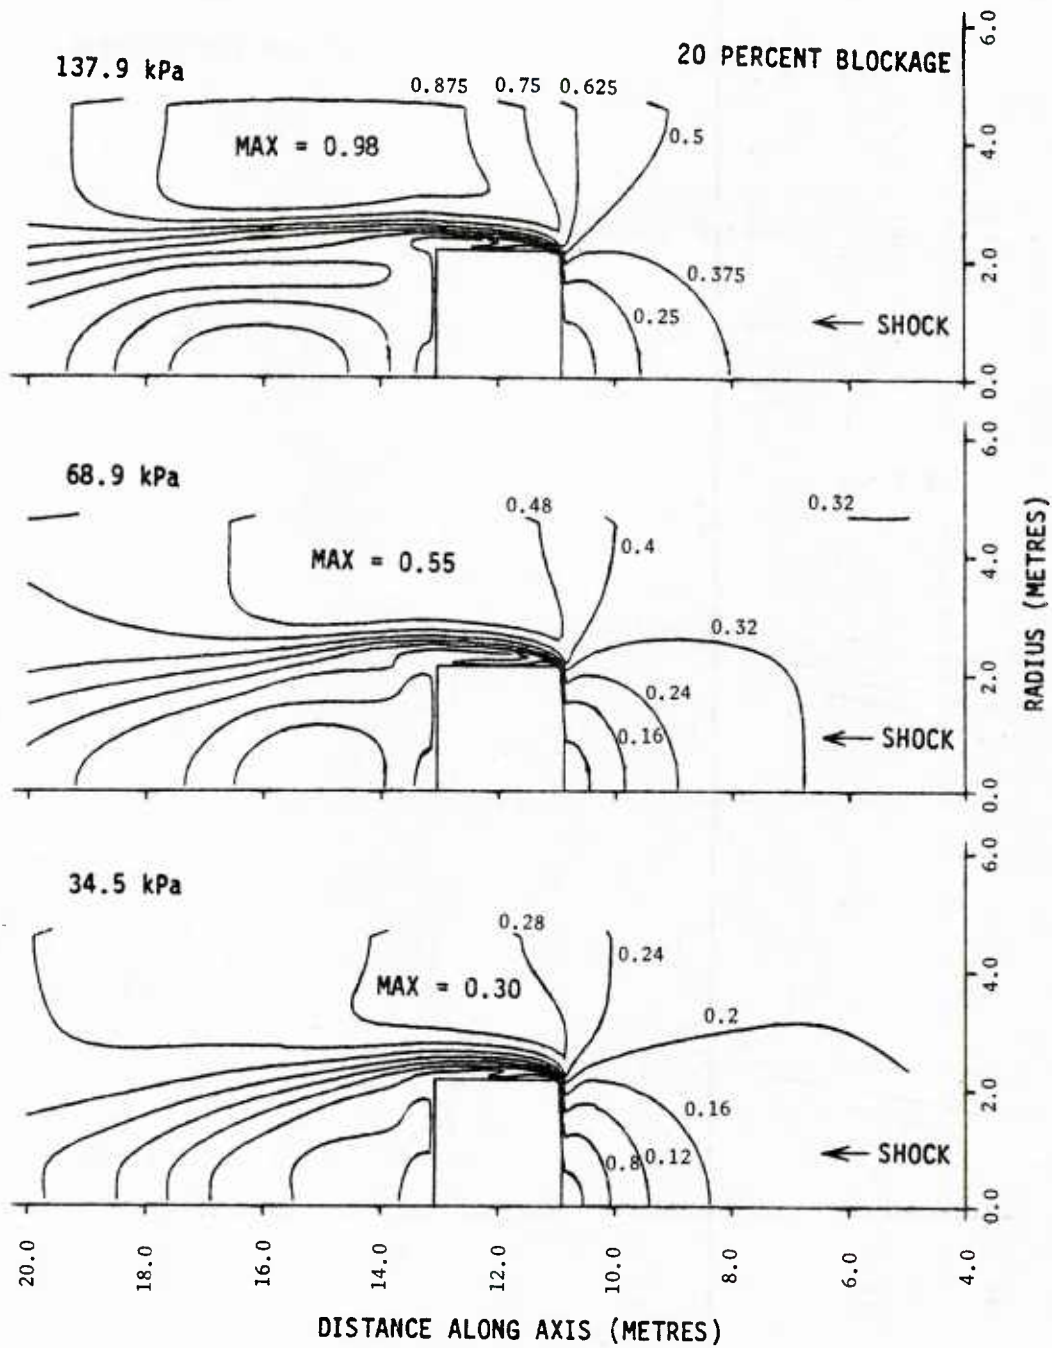 20 PERCENT BLOCKAGE
137.9 kPa
0.875 0.75 0.625
0.5
MAX = 0.98
0.375
0.25
SHOCK
6.0
4.0
2.0
0.0
68.9 kPa
0.48
0.4
0.32
MAX = 0.55
0.32
0.24
0.16
SHOCK
6.0
4.0
2.0
0.0
RADIUS (METRES)
34.5 kPa
0.28
0.24
MAX = 0.30
0.2
0.16
0.8 0.12
SHOCK
6.0
4.0
2.0
0.0
20.0 18.0 16.0 14.0 12.0 10.0 8.0 6.0 4.0
DISTANCE ALONG AXIS (METRES)